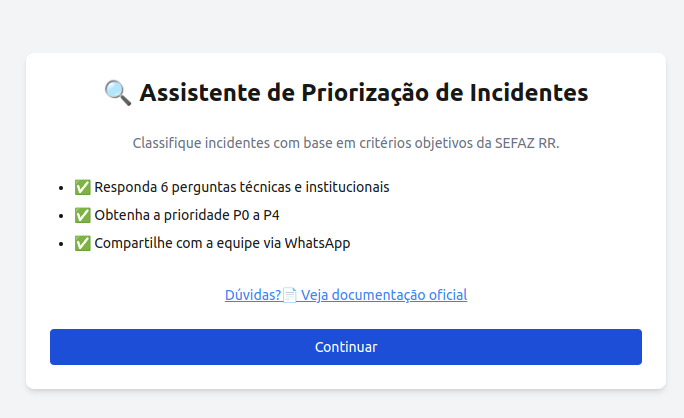 🔍 Assistente de Priorização de Incidentes
Classifique incidentes com base em critérios objetivos da SEFAZ RR.
• ✅ Responda 6 perguntas técnicas e institucionais
• ✅ Obtenha a prioridade P0 a P4
• ✅ Compartilhe com a equipe via WhatsApp
Dúvidas?📄 Veja documentação oficial
Continuar